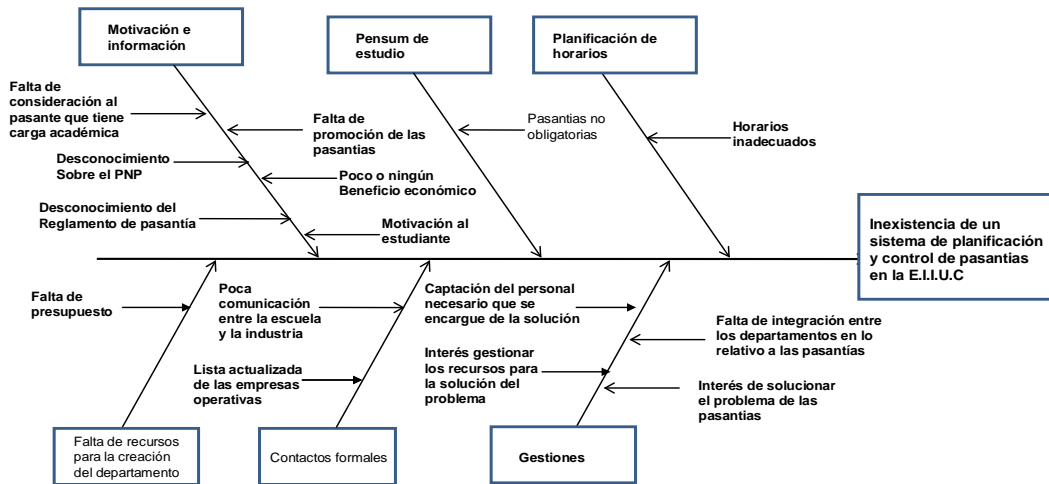 Motivación e
información
Pensum de
estudio
Planificación de
horarios
Falta de
consideración al
pasante que tiene
carga académica
Falta de
promoción de las
pasantias
Desconocimiento
Sobre el PNP
Poco o ningún
Beneficio económico
Desconocimiento del
Reglamento de pasantía
Motivación al
estudiante
Pasantias no
obligatorias
Horarios
inadecuados
Inexistencia de un
sistema de planificación
y control de pasantias
en la E.I.I.U.C
Falta de
presupuesto
Poca
comunicación
entre la escuela
y la industria
Lista actualizada
de las empresas
operativas
Captación del personal
necesario que se
encargue de la solución
Interés gestionar
los recursos para
la solución del
problema
Falta de integración entre
los departamentos en lo
relativo a las pasantías
Interés de solucionar
el problema de las
pasantias
Falta de recursos
para la creación
del departamento
Contactos formales
Gestiones